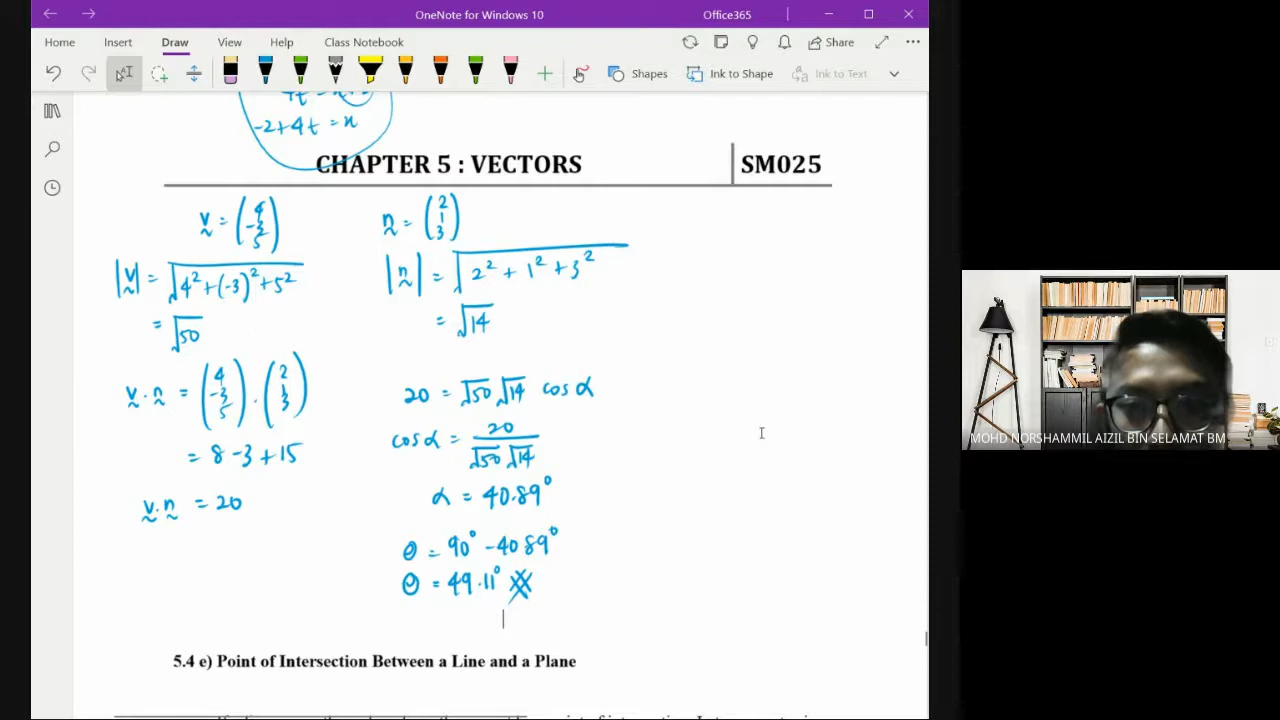 OneNote for Windows 10
Office365
Home Insert Draw View Help Class Notebook
Share
Shapes Ink to Shape Ink to Text
-2+4t = x
CHAPTER 5 : VECTORS SM025
v = (4 -3 5) n = (2 1 3)
|v| = √4²+(-3)²+5² |n| = √2² + 1² + 3²
= √50 = √14
v . n = (4 -3 5) . (2 1 3)
= 8 -3 +15
v . n = 20
20 = √50 √14 cos α
cos α = 20 / √50 √14
α = 40.89°
θ = 90° - 40.89°
θ = 49.11°
5.4 e) Point of Intersection Between a Line and a Plane
MOHD NORSHAMMIL AIZIL BIN SELAMAT BM